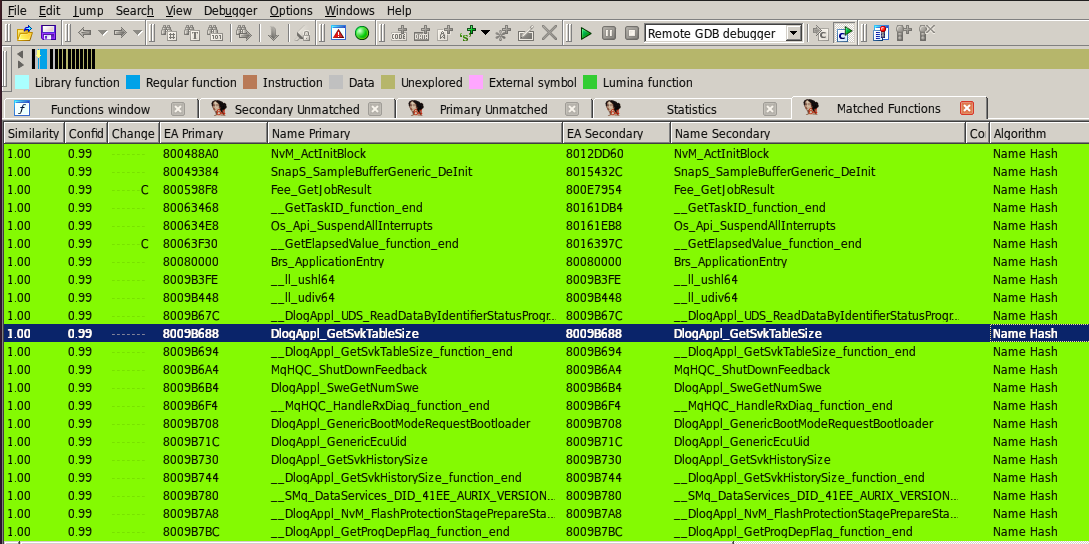 File Edit Jump Search View Debugger Options Windows Help
Remote GDB debugger
Library function Regular function Instruction Data Unexplored External symbol Lumina function
Functions window Secondary Unmatched Primary Unmatched Statistics Matched Functions
Similarity Confid Change EA Primary Name Primary EA Secondary Name Secondary Co Algorithm
1.00 0.99 ------- 800488A0 NvM_ActInitBlock 8012DD60 NvM_ActInitBlock Name Hash
1.00 0.99 ------- 80049384 SnapS_SampleBufferGeneric_DeInit 8015432C SnapS_SampleBufferGeneric_DeInit Name Hash
1.00 0.99 ------C 800598F8 Fee_GetJobResult 800E7954 Fee_GetJobResult Name Hash
1.00 0.99 ------- 80063468 __GetTaskID_function_end 80161DB4 __GetTaskID_function_end Name Hash
1.00 0.99 ------- 800634E8 Os_Api_SuspendAllInterrupts 80161EB8 Os_Api_SuspendAllInterrupts Name Hash
1.00 0.99 ------C 80063F30 __GetElapsedValue_function_end 8016397C __GetElapsedValue_function_end Name Hash
1.00 0.99 ------- 80080000 Brs_ApplicationEntry 80080000 Brs_ApplicationEntry Name Hash
1.00 0.99 ------- 8009B3FE __ll_ushl64 8009B3FE __ll_ushl64 Name Hash
1.00 0.99 ------- 8009B448 __ll_udiv64 8009B448 __ll_udiv64 Name Hash
1.00 0.99 ------- 8009B67C __DlogAppl_UDS_ReadDataByIdentifierStatusProgr... 8009B67C __DlogAppl_UDS_ReadDataByIdentifierStatusProgr... Name Hash
1.00 0.99 ------- 8009B688 DlogAppl_GetSvkTableSize 8009B688 DlogAppl_GetSvkTableSize Name Hash
1.00 0.99 ------- 8009B694 __DlogAppl_GetSvkTableSize_function_end 8009B694 __DlogAppl_GetSvkTableSize_function_end Name Hash
1.00 0.99 ------- 8009B6A4 MqHQC_ShutDownFeedback 8009B6A4 MqHQC_ShutDownFeedback Name Hash
1.00 0.99 ------- 8009B6B4 DlogAppl_SweGetNumSwe 8009B6B4 DlogAppl_SweGetNumSwe Name Hash
1.00 0.99 ------- 8009B6F4 __MqHQC_HandleRxDiag_function_end 8009B6F4 __MqHQC_HandleRxDiag_function_end Name Hash
1.00 0.99 ------- 8009B708 DlogAppl_GenericBootModeRequestBootloader 8009B708 DlogAppl_GenericBootModeRequestBootloader Name Hash
1.00 0.99 ------- 8009B71C DlogAppl_GenericEcuUid 8009B71C DlogAppl_GenericEcuUid Name Hash
1.00 0.99 ------- 8009B730 DlogAppl_GetSvkHistorySize 8009B730 DlogAppl_GetSvkHistorySize Name Hash
1.00 0.99 ------- 8009B744 __DlogAppl_GetSvkHistorySize_function_end 8009B744 __DlogAppl_GetSvkHistorySize_function_end Name Hash
1.00 0.99 ------- 8009B780 __SMq_DataServices_DID_41EE_AURIX_VERSION... 8009B780 __SMq_DataServices_DID_41EE_AURIX_VERSION... Name Hash
1.00 0.99 ------- 8009B7A8 __DlogAppl_NvM_FlashProtectionStagePrepareSta... 8009B7A8 __DlogAppl_NvM_FlashProtectionStagePrepareSta... Name Hash
1.00 0.99 ------- 8009B7BC __DlogAppl_GetProgDepFlag_function_end 8009B7BC __DlogAppl_GetProgDepFlag_function_end Name Hash